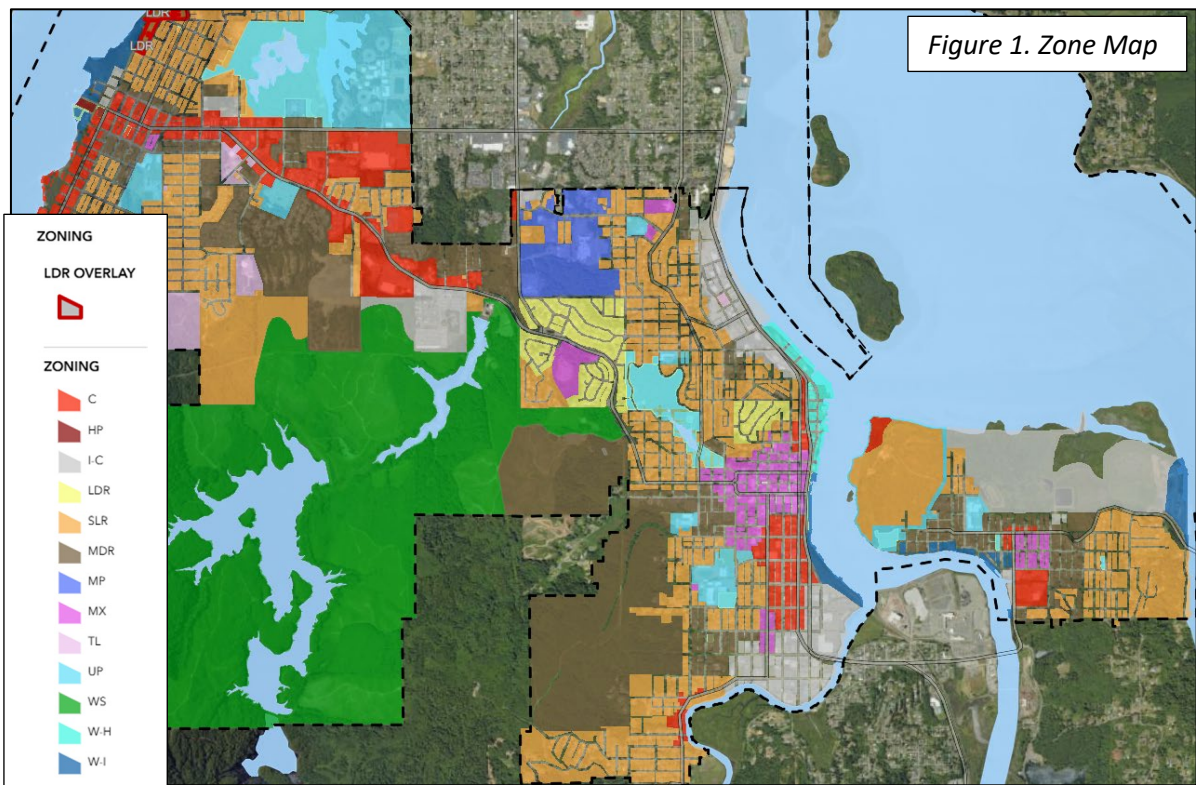 Figure 1. Zone Map
LDR
LDR
ZONING
LDR OVERLAY
ZONING
C
HP
I-C
LDR
SLR
MDR
MP
MX
TL
UP
WS
W-H
W-I